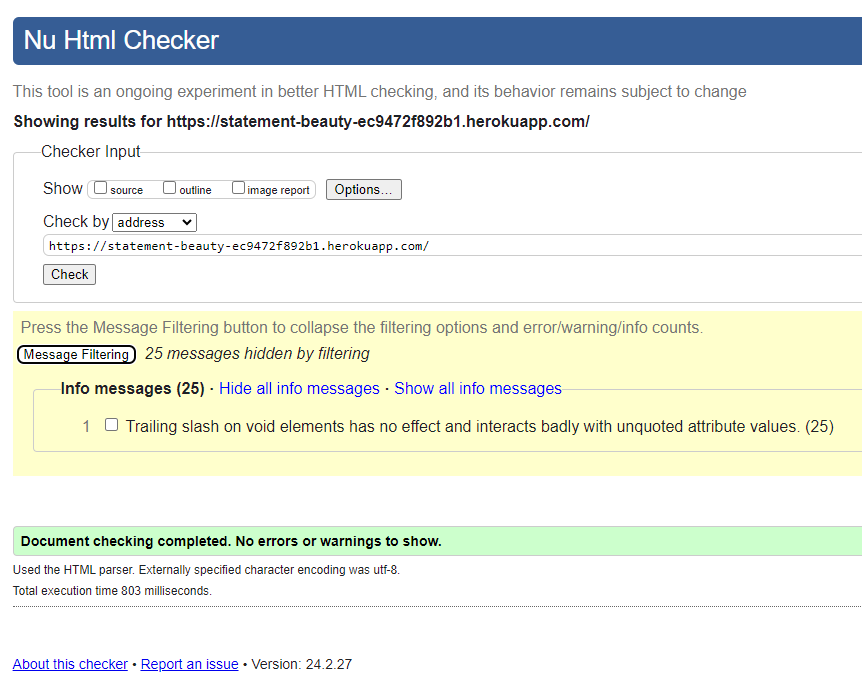 Nu Html Checker
This tool is an ongoing experiment in better HTML checking, and its behavior remains subject to change
Showing results for https://statement-beauty-ec9472f892b1.herokuapp.com/
Checker Input
Show source outline image report Options...
Check by address
https://statement-beauty-ec9472f892b1.herokuapp.com/
Check
Press the Message Filtering button to collapse the filtering options and error/warning/info counts.
Message Filtering 25 messages hidden by filtering
Info messages (25) · Hide all info messages · Show all info messages
1 Trailing slash on void elements has no effect and interacts badly with unquoted attribute values. (25)
Document checking completed. No errors or warnings to show.
Used the HTML parser. Externally specified character encoding was utf-8.
Total execution time 803 milliseconds.
About this checker • Report an issue • Version: 24.2.27